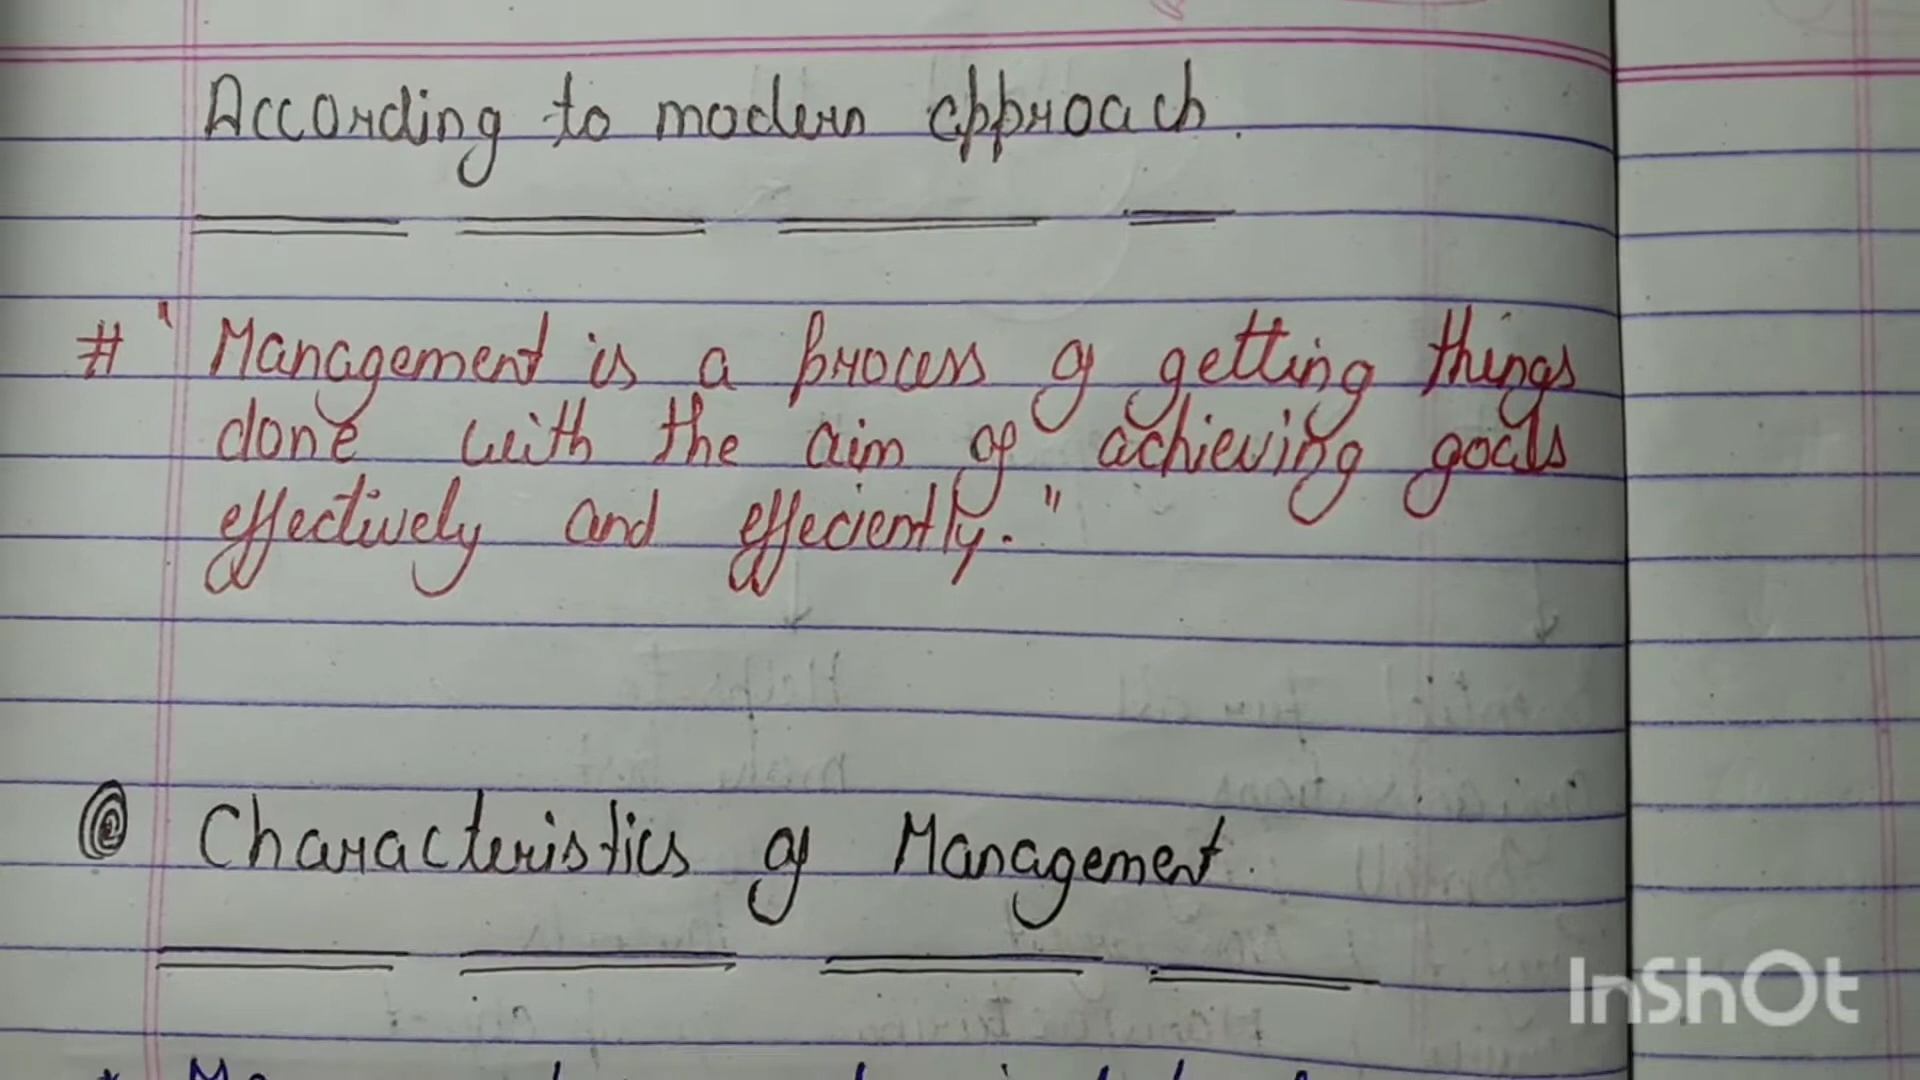 According to modern approach.
# " Management is a process of getting things
done with the aim of achieving goals
effectively and effeciently."
@ Characteristics of Management.
InShOt